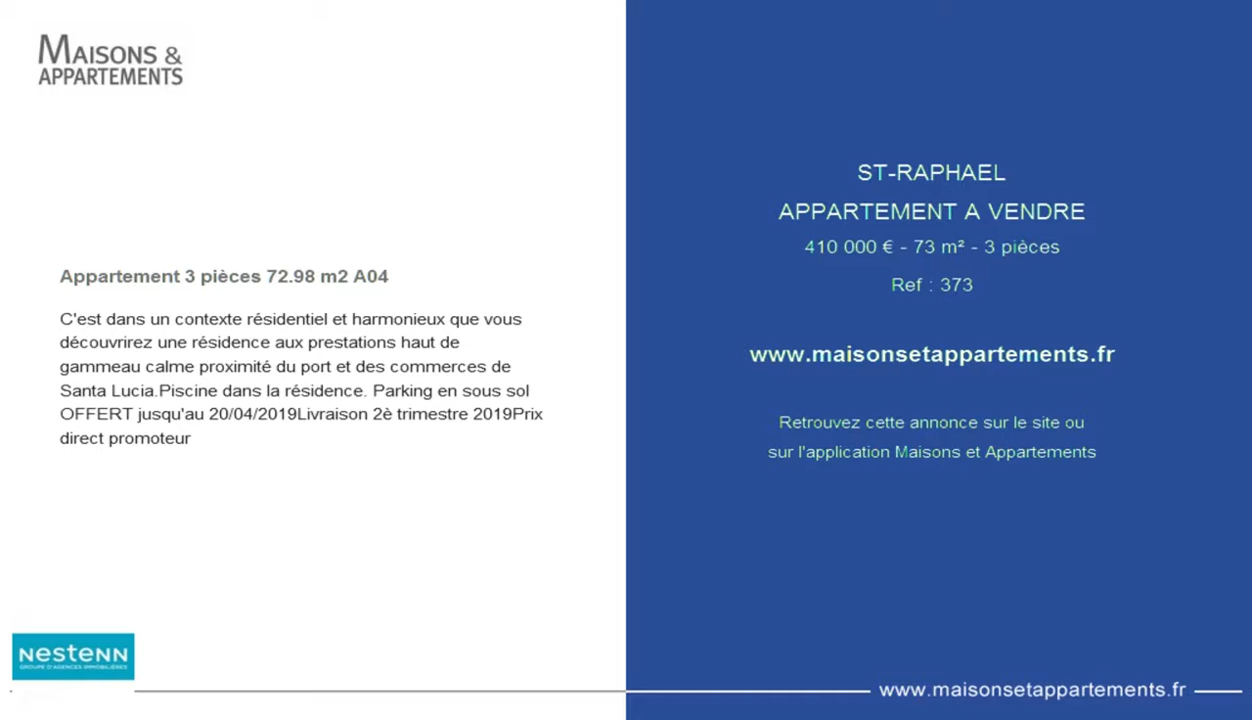 MAISONS &
APPARTEMENTS
Appartement 3 pièces 72.98 m2 A04
C'est dans un contexte résidentiel et harmonieux que vous
découvrirez une résidence aux prestations haut de
gammeau calme proximité du port et des commerces de
Santa Lucia.Piscine dans la résidence. Parking en sous sol
OFFERT jusqu'au 20/04/2019Livraison 2è trimestre 2019Prix
direct promoteur
nestenn
GROUPE D'AGENCES IMMOBILIÈRES
ST-RAPHAEL
APPARTEMENT A VENDRE
410 000 € - 73 m² - 3 pièces
Ref : 373
www.maisonsetappartements.fr
Retrouvez cette annonce sur le site ou
sur l'application Maisons et Appartements
www.maisonsetappartements.fr